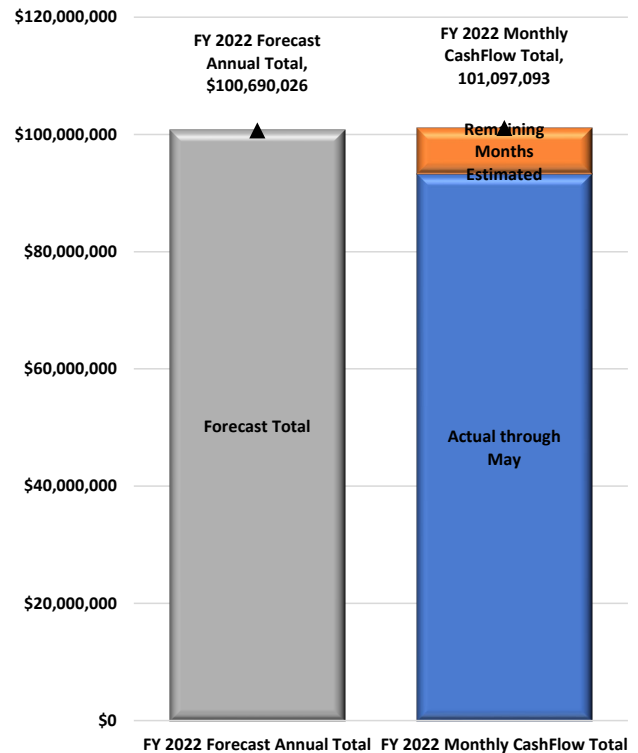 $120,000,000
FY 2022 Forecast
Annual Total,
$100,690,026
FY 2022 Monthly
CashFlow Total,
101,097,093
$100,000,000
Remaining
Months
Estimated
$80,000,000
$60,000,000
Forecast Total
Actual through
May
$40,000,000
$20,000,000
$0
FY 2022 Forecast Annual Total
FY 2022 Monthly CashFlow Total